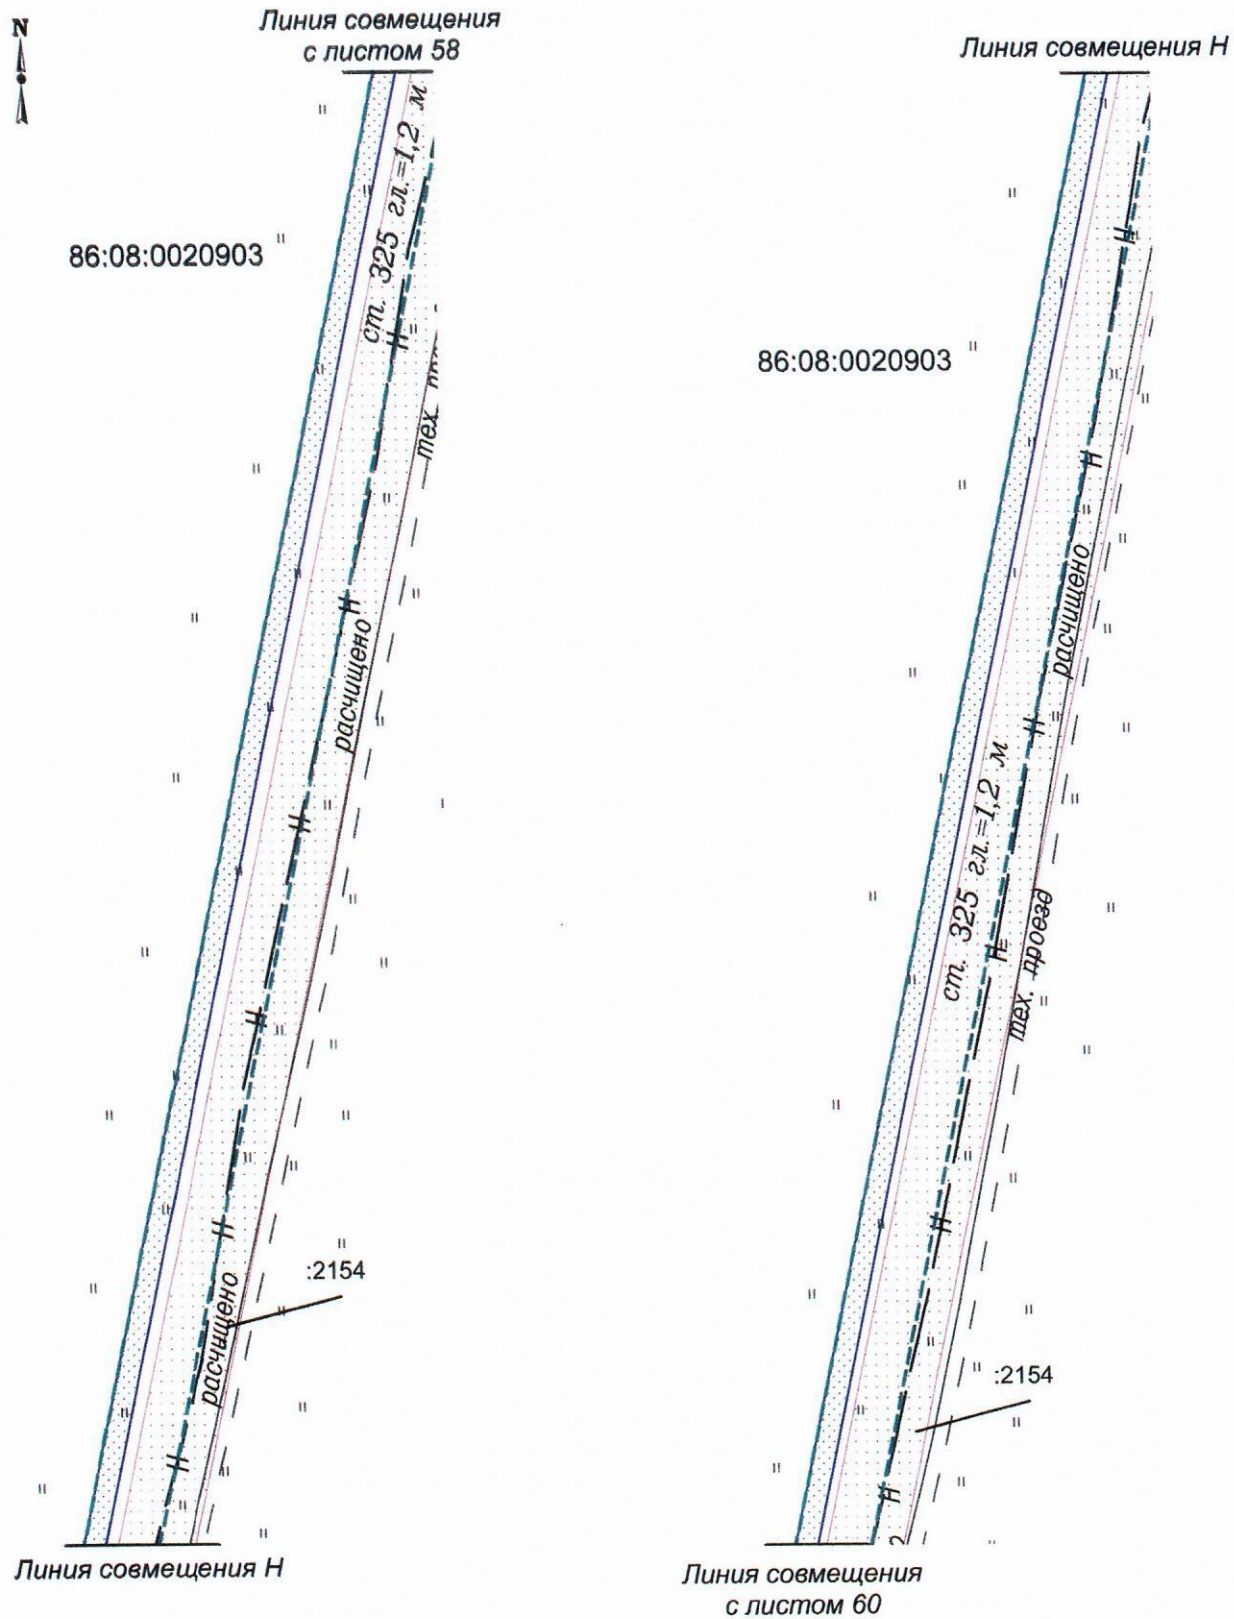 N
Линия совмещения
с листом 58
86:08:0020903
ст. 325 гл.=1,2 м
Н
тех.
Н
расчищено
Н
Н
Н
:2154
расчищено
Н
Линия совмещения Н
Линия совмещения Н
Н
86:08:0020903
Н
расчищено
Н
ст. 325 гл.=1,2 м
Н
тех. проезд
Н
:2154
Н
Линия совмещения
с листом 60